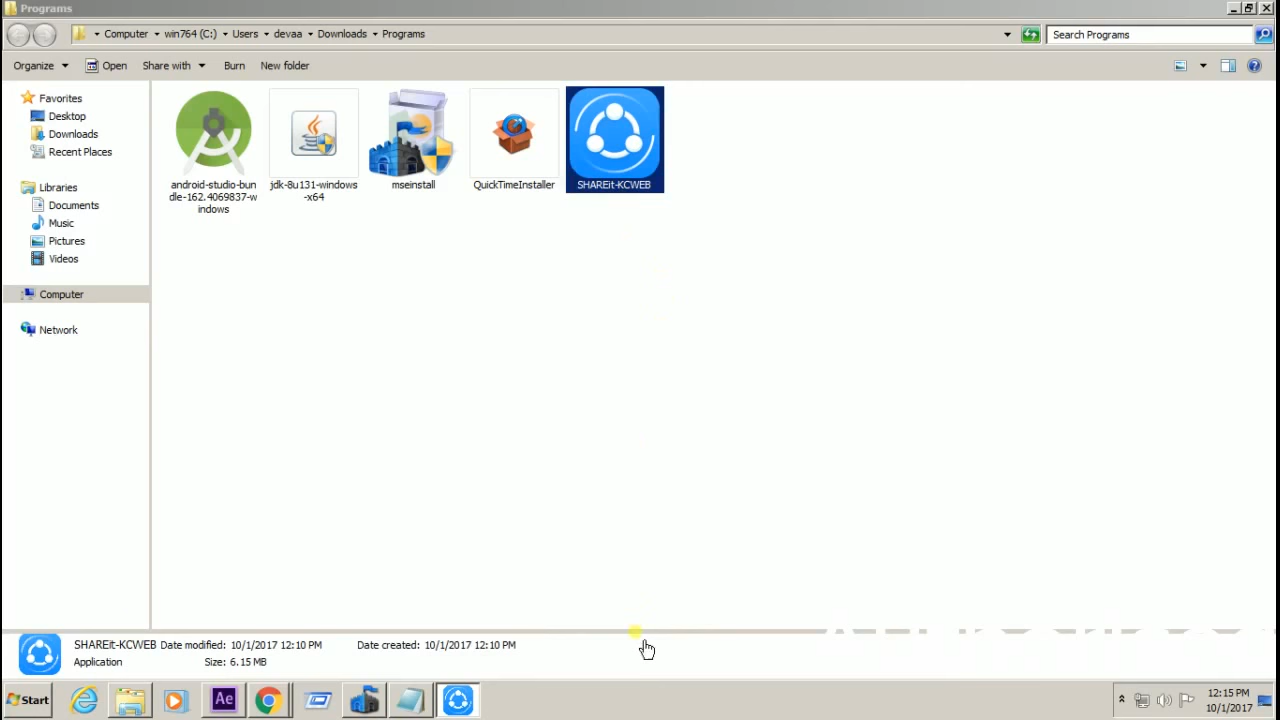 Programs
Computer win764 (C:) Users devaa Downloads Programs
Search Programs
Organize Open Share with Burn New folder
Favorites
Desktop
Downloads
Recent Places
Libraries
Documents
Music
Pictures
Videos
Computer
Network
android-studio-bun
dle-162.4069837-w
indows
jdk-8u131-windows
-x64
mseinstall
QuickTimeInstaller
SHAREit-KCWEB
SHAREit-KCWEB Date modified: 10/1/2017 12:10 PM Date created: 10/1/2017 12:10 PM
Application Size: 6.15 MB
Start
Ae
12:15 PM
10/1/2017